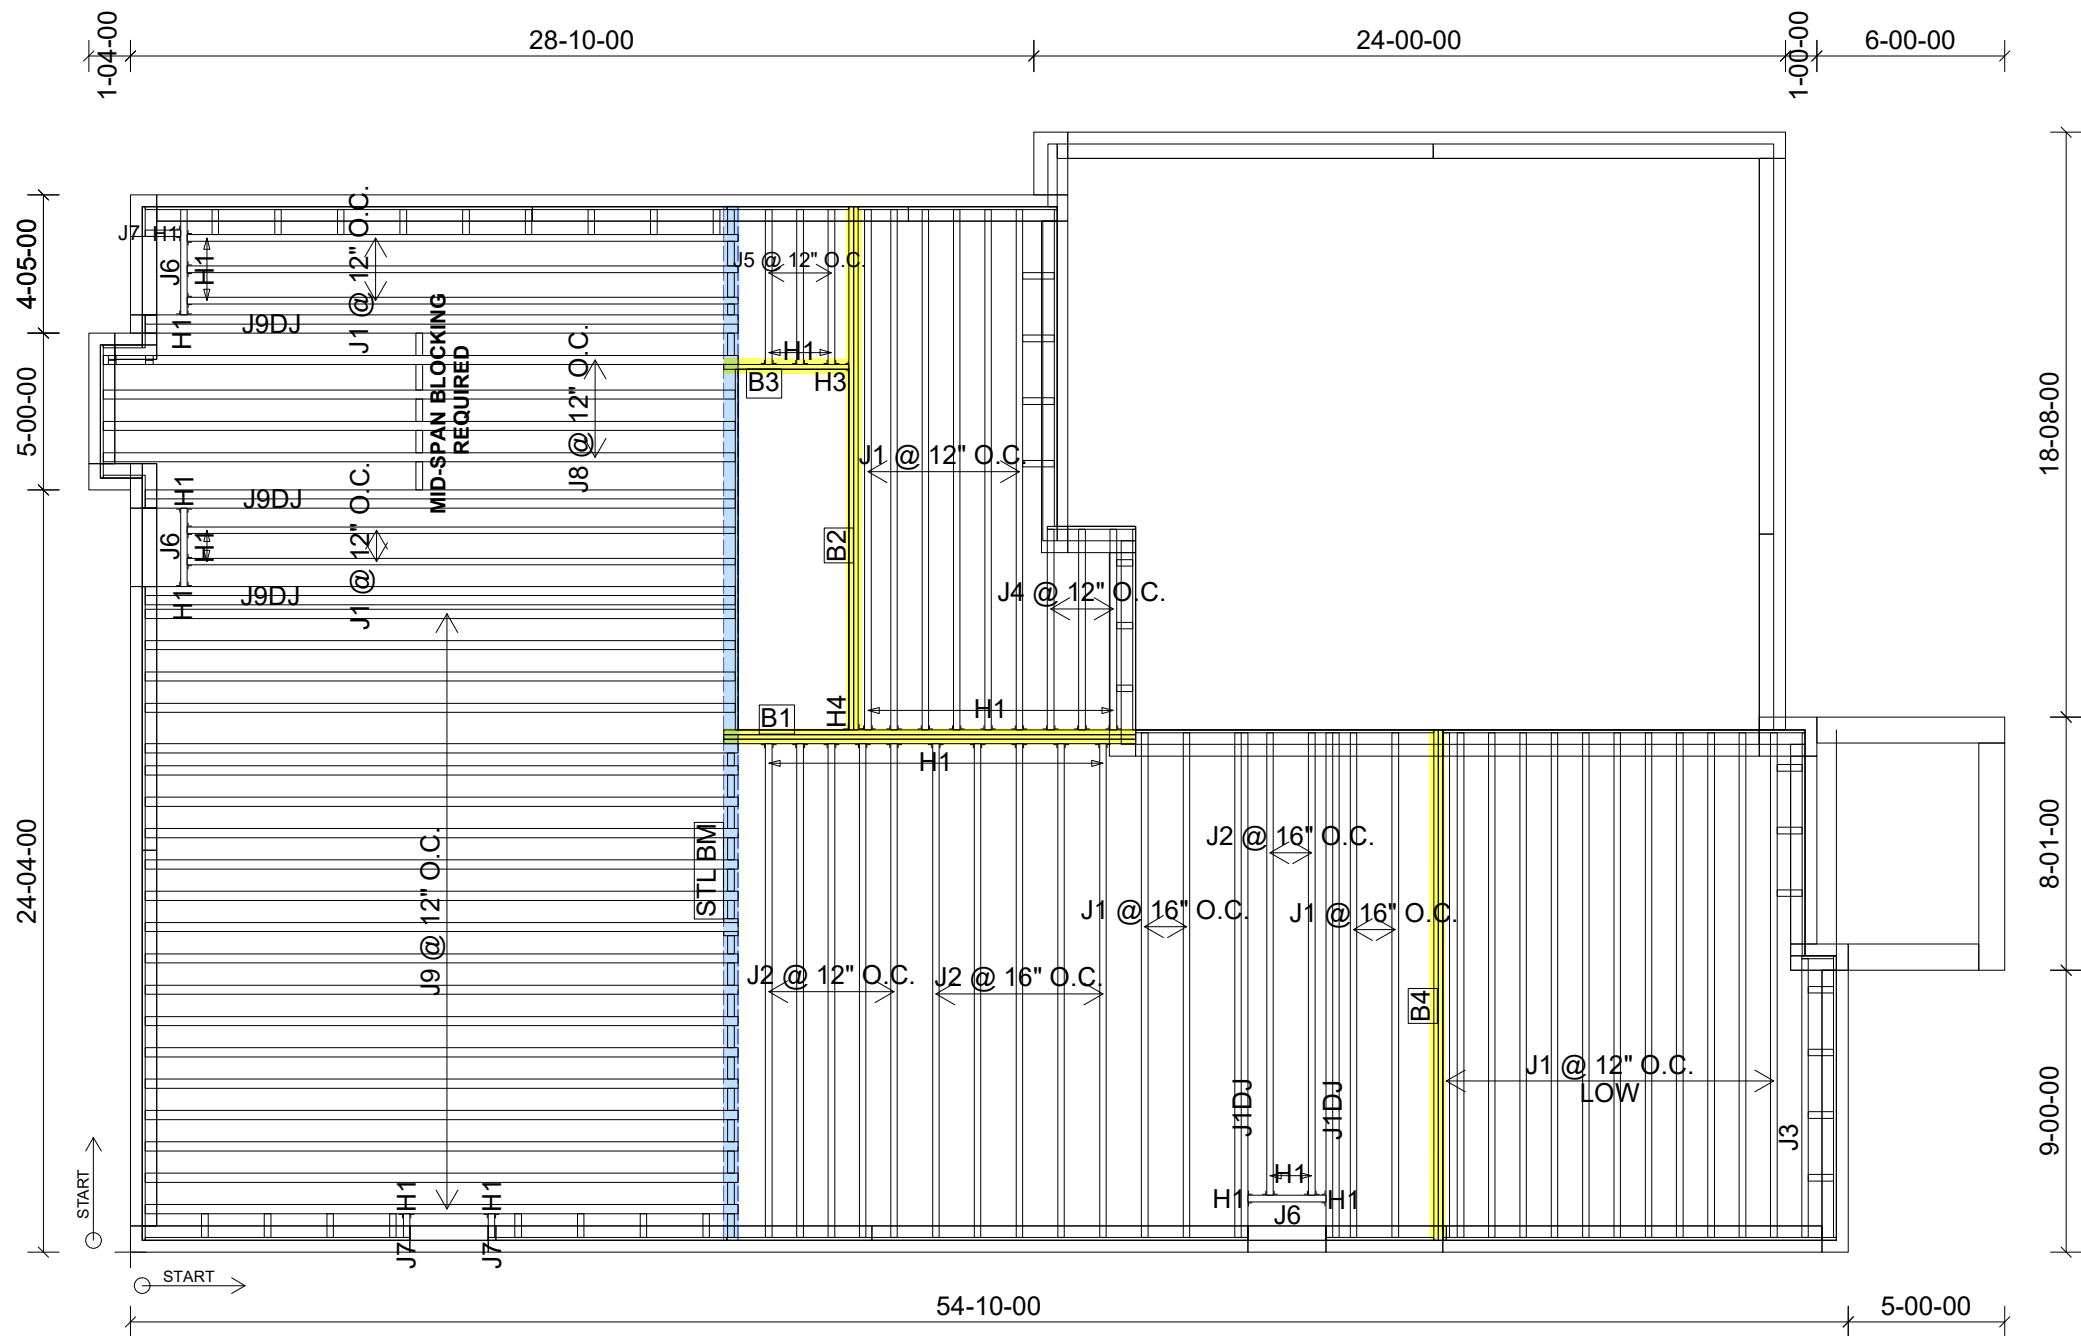 1-04-00
28-10-00
24-00-00
1-00-00
6-00-00
4-05-00
5-00-00
24-04-00
18-08-00
8-01-00
9-00-00
J7
H1
J6
H1
J1 @ 12" O.C.
H1
J9DJ
MID-SPAN BLOCKING
REQUIRED
J8 @ 12" O.C.
J5 @ 12" O.C.
H1
B3
H3
J1 @ 12" O.C.
H1
J9DJ
J6
H1
J1 @ 12" O.C.
H1
J9DJ
B2
J4 @ 12" O.C.
B1
H4
H1
H1
STL BM
J9 @ 12" O.C.
J2 @ 16" O.C.
J1 @ 16" O.C.
J1 @ 16" O.C.
J2 @ 12" O.C.
J2 @ 16" O.C.
B4
J1 @ 12" O.C.
LOW
J1DJ
J1DJ
J3
H1
H1
H1
J6
H1
H1
J7
J7
START
START
54-10-00
5-00-00